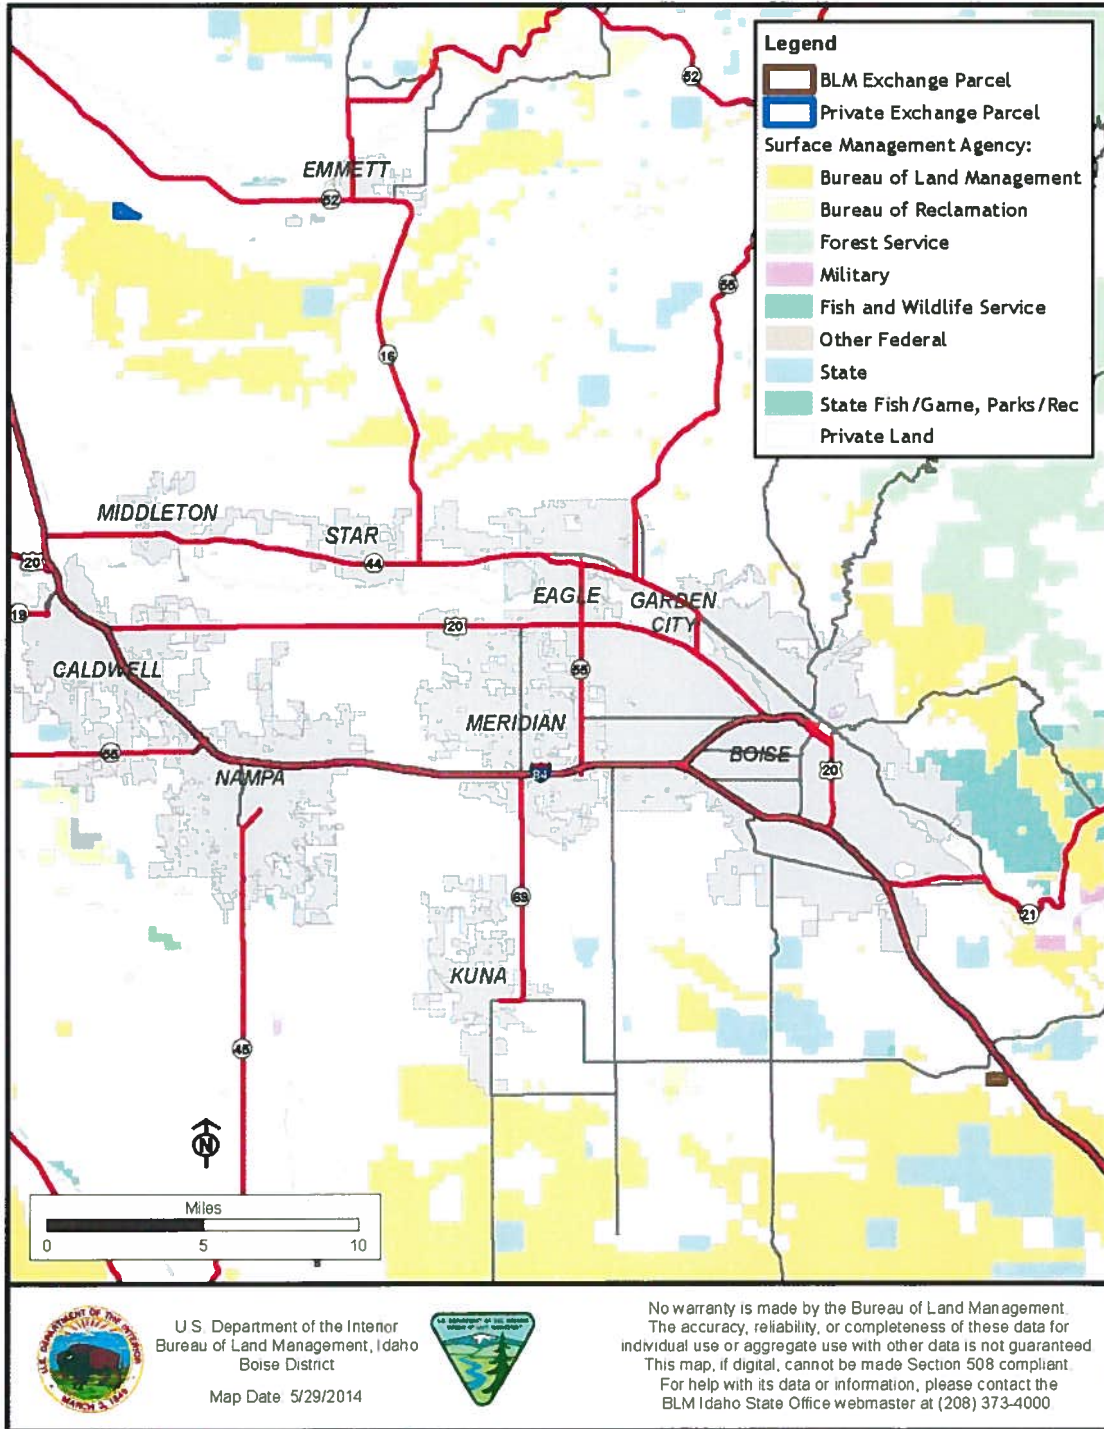 Legend
BLM Exchange Parcel
Private Exchange Parcel
Surface Management Agency:
Bureau of Land Management
Bureau of Reclamation
Forest Service
Military
Fish and Wildlife Service
Other Federal
State
State Fish/Game, Parks/Rec
Private Land
52
EMMETT
52
55
16
MIDDLETON
STAR
44
20
19
EAGLE
GARDEN
CITY
20
CALDWELL
55
MERIDIAN
55
BOISE
NAMPA
84
20
69
21
KUNA
45
N
Miles
0 5 10
U.S. DEPARTMENT OF THE INTERIOR
MARCH 3, 1849
U.S. Department of the Interior
Bureau of Land Management, Idaho
Boise District
Map Date: 5/29/2014
No warranty is made by the Bureau of Land Management.
The accuracy, reliability, or completeness of these data for
individual use or aggregate use with other data is not guaranteed.
This map, if digital, cannot be made Section 508 compliant.
For help with its data or information, please contact the
BLM Idaho State Office webmaster at (208) 373-4000